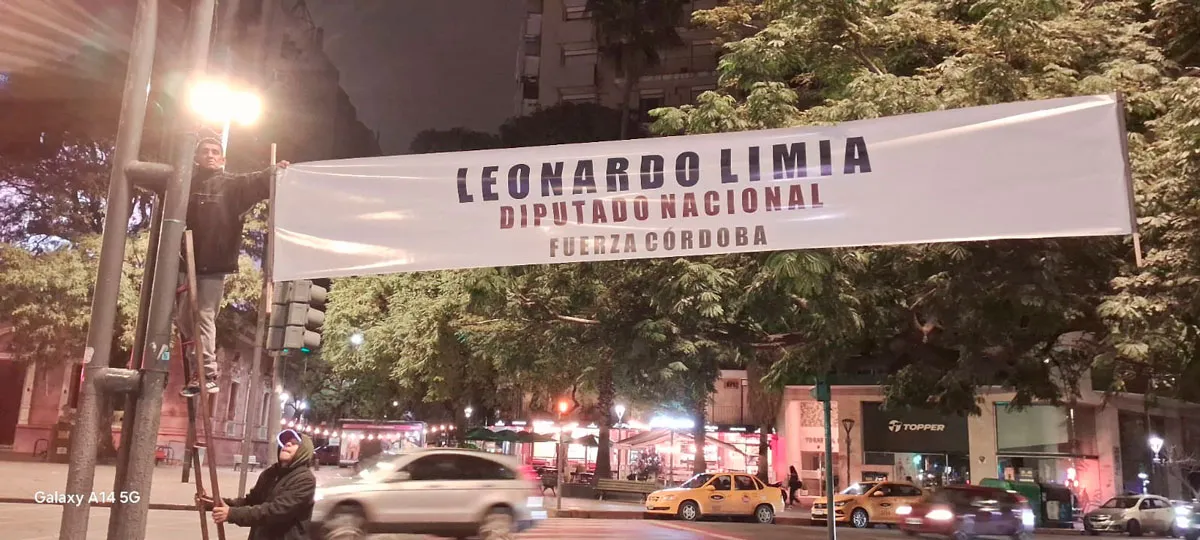 LEONARDO LIMIA
DIPUTADO NACIONAL
FUERZA CÓRDOBA
TOPPER
Galaxy A14 5G